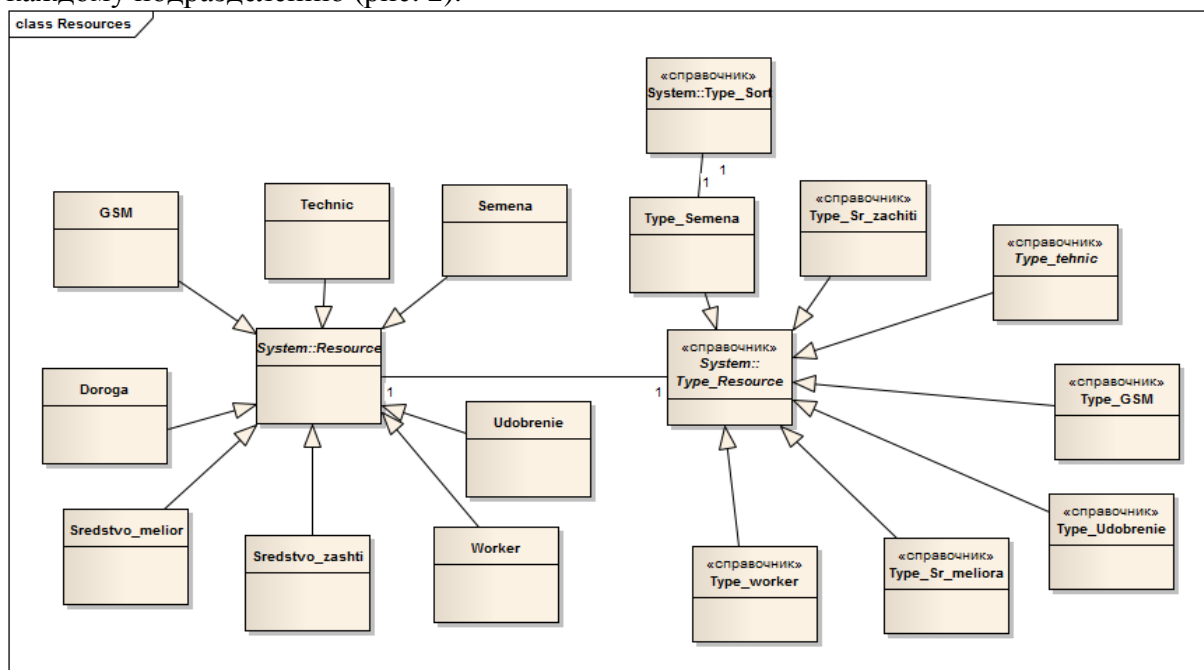 каждому подразделению (рис. 2).
class Resources
«справочник»
System::Type_Sort
1
1
GSM
Technic
Semena
Type_Semena
«справочник»
Type_Sr_zachiti
«справочник»
Type_tehnic
System::Resource
1
1
«справочник»
System::
Type_Resource
Doroga
Udobrenie
«справочник»
Type_GSM
Sredstvo_melior
Sredstvo_zashti
Worker
«справочник»
Type_worker
«справочник»
Type_Sr_meliora
«справочник»
Type_Udobrenie